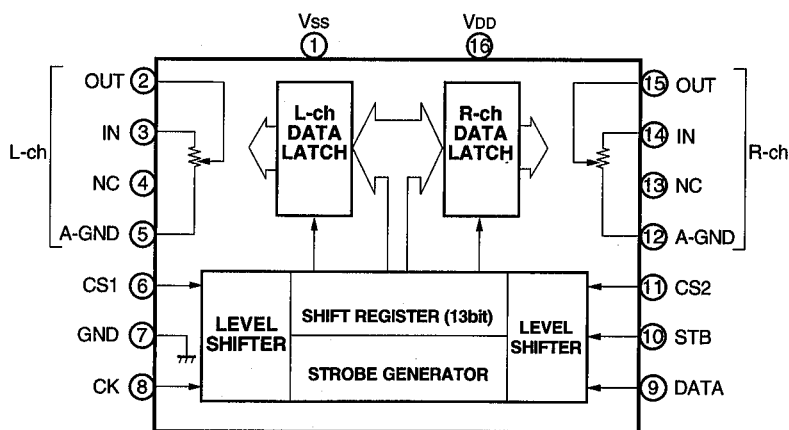 VSS VDD
1 16
OUT 2 15 OUT
L-ch DATA LATCH
R-ch DATA LATCH
IN 3 14 IN
L-ch R-ch
NC 4 13 NC
A-GND 5 12 A-GND
CS1 6 11 CS2
LEVEL SHIFTER
SHIFT REGISTER (13bit)
LEVEL SHIFTER
GND 7 10 STB
STROBE GENERATOR
CK 8 9 DATA